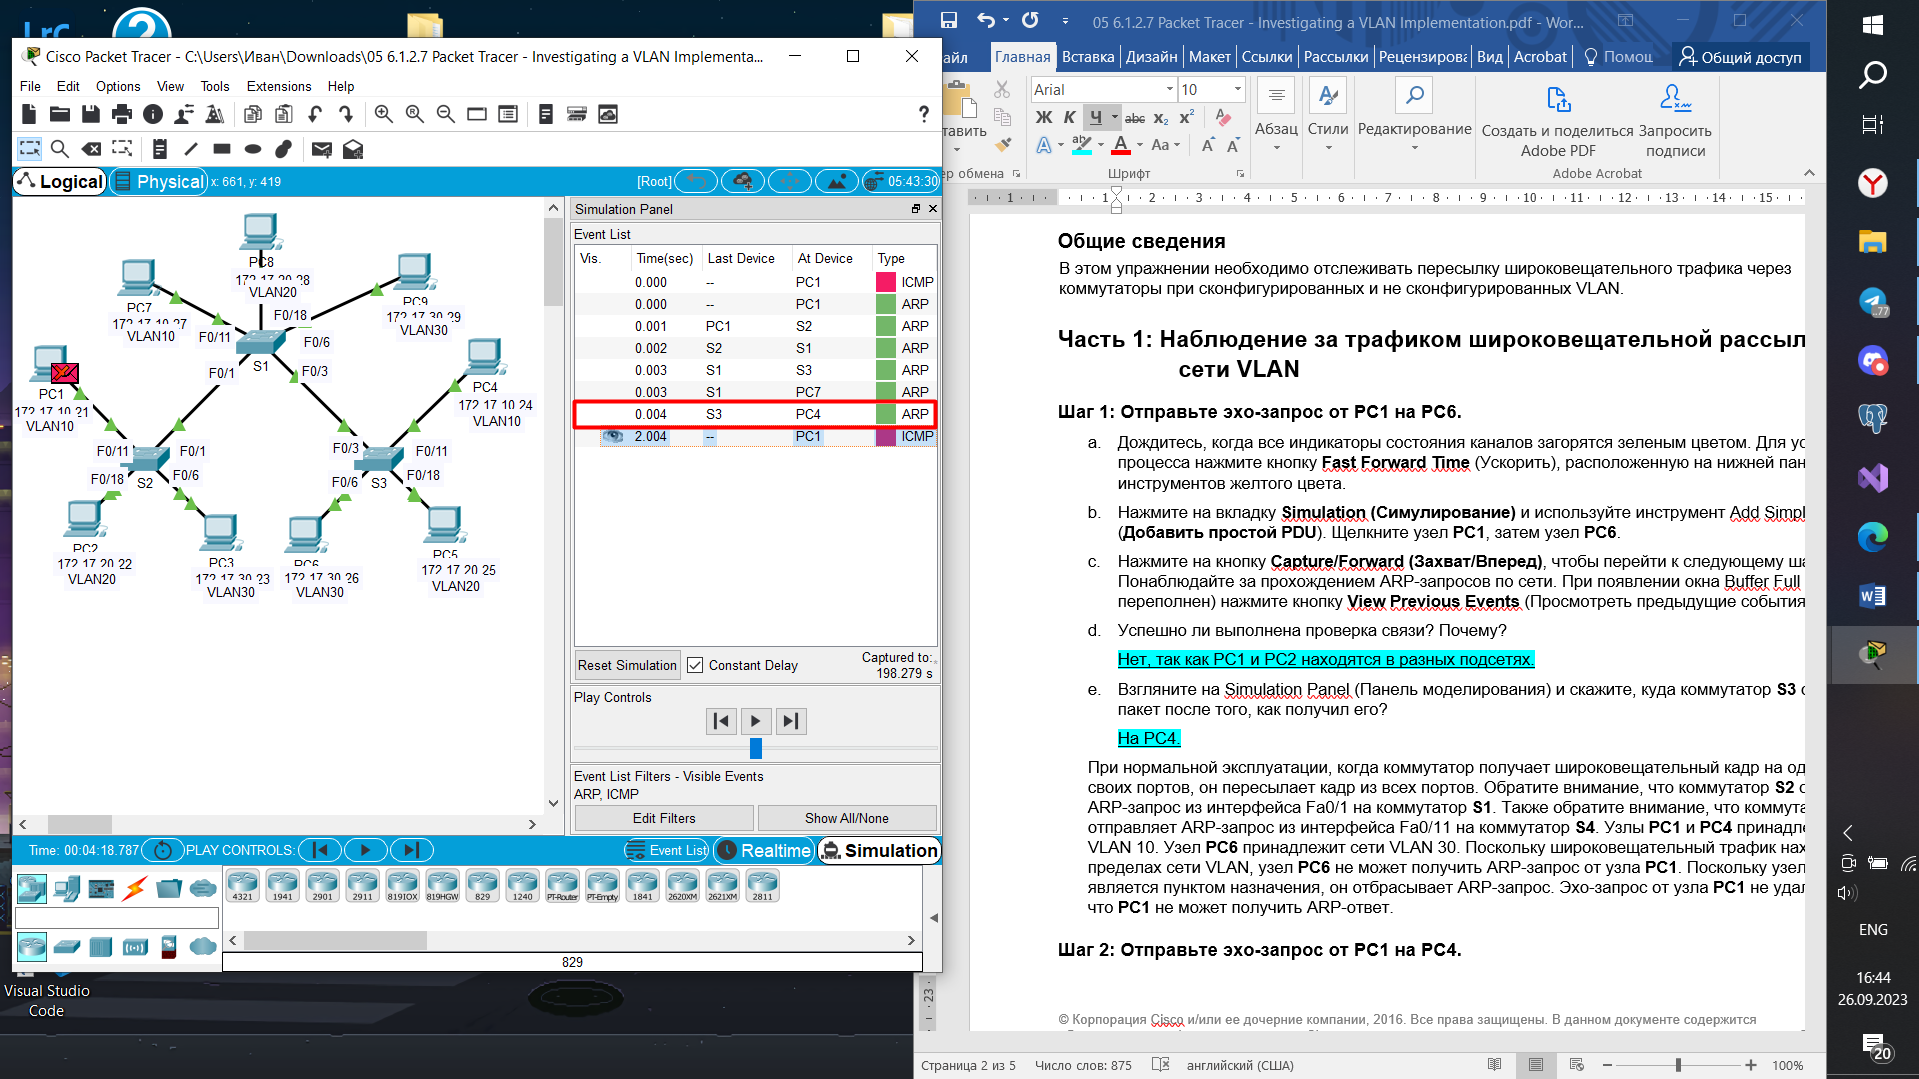 Lrc
?
Cisco Packet Tracer - C:\Users\Иван\Downloads\05 6.1.2.7 Packet Tracer - Investigating a VLAN Implementa...
File Edit Options View Tools Extensions Help
Logical
Physical x: 661, y: 419
[Root]
05:43:30
PC8
172.17.20.28
VLAN20
PC7
172.17.10.27
VLAN10
PC9
172.17.30.29
VLAN30
F0/18
F0/11
F0/6
S1
F0/1
F0/3
PC1
172.17.10.21
VLAN10
PC4
172.17.10.24
VLAN10
F0/11
F0/1
F0/18
F0/6
S2
F0/3
F0/11
F0/6
S3
F0/18
PC2
172.17.20.22
VLAN20
PC3
172.17.30.23
VLAN30
PC6
172.17.30.26
VLAN30
PC5
172.17.20.25
VLAN20
Simulation Panel
Event List
Vis. Time(sec) Last Device At Device Type
0.000 -- PC1 ICMP
0.000 -- PC1 ARP
0.001 PC1 S2 ARP
0.002 S2 S1 ARP
0.003 S1 S3 ARP
0.003 S1 PC7 ARP
0.004 S3 PC4 ARP
2.004 -- PC1 ICMP
Reset Simulation
Constant Delay
Captured to:
198.279 s
Play Controls
Event List Filters - Visible Events
ARP, ICMP
Edit Filters
Show All/None
Time: 00:04:18.787
PLAY CONTROLS:
Event List
Realtime
Simulation
4321 1941 2901 2911 819IOX 819HGW 829 1240 PT-Router PT-Empty 1841 2620XM 2621XM 2811
829
Visual Studio
Code
05 6.1.2.7 Packet Tracer - Investigating a VLAN Implementation.pdf - Wor...
айл Главная Вставка Дизайн Макет Ссылки Рассылки Рецензирова Вид Acrobat Помощ Общий доступ
Arial 10
Ж К Ч abc x2 x2
А ab А Aa А А
тавить
Абзац
Стили
Редактирование
Создать и поделиться
Adobe PDF
Запросить
подписи
ер обмена
Шрифт
Adobe Acrobat
1 1 2 3 4 5 6 7 8 9 10 11 12 13 14 15
Общие сведения
В этом упражнении необходимо отслеживать пересылку широковещательного трафика через
коммутаторы при сконфигурированных и не сконфигурированных VLAN.
Часть 1: Наблюдение за трафиком широковещательной рассыл
сети VLAN
Шаг 1: Отправьте эхо-запрос от PC1 на PC6.
a. Дождитесь, когда все индикаторы состояния каналов загорятся зеленым цветом. Для ус
процесса нажмите кнопку Fast Forward Time (Ускорить), расположенную на нижней пан
инструментов желтого цвета.
b. Нажмите на вкладку Simulation (Симулирование) и используйте инструмент Add Simpl
(Добавить простой PDU). Щелкните узел PC1, затем узел PC6.
c. Нажмите на кнопку Capture/Forward (Захват/Вперед), чтобы перейти к следующему ша
Понаблюдайте за прохождением ARP-запросов по сети. При появлении окна Buffer Full
переполнен) нажмите кнопку View Previous Events (Просмотреть предыдущие события
d. Успешно ли выполнена проверка связи? Почему?
Нет, так как PC1 и PC2 находятся в разных подсетях.
e. Взгляните на Simulation Panel (Панель моделирования) и скажите, куда коммутатор S3 о
пакет после того, как получил его?
На PC4.
При нормальной эксплуатации, когда коммутатор получает широковещательный кадр на од
своих портов, он пересылает кадр из всех портов. Обратите внимание, что коммутатор S2 о
ARP-запрос из интерфейса Fa0/1 на коммутатор S1. Также обратите внимание, что коммута
отправляет ARP-запрос из интерфейса Fa0/11 на коммутатор S4. Узлы PC1 и PC4 принадле
VLAN 10. Узел PC6 принадлежит сети VLAN 30. Поскольку широковещательный трафик нах
пределах сети VLAN, узел PC6 не может получить ARP-запрос от узла PC1. Поскольку узел
является пунктом назначения, он отбрасывает ARP-запрос. Эхо-запрос от узла PC1 не удал
что PC1 не может получить ARP-ответ.
Шаг 2: Отправьте эхо-запрос от PC1 на PC4.
© Корпорация Cisco и/или ее дочерние компании, 2016. Все права защищены. В данном документе содержится
23
Страница 2 из 5 Число слов: 875 английский (США) 100%
..77
ENG
16:44
26.09.2023
20